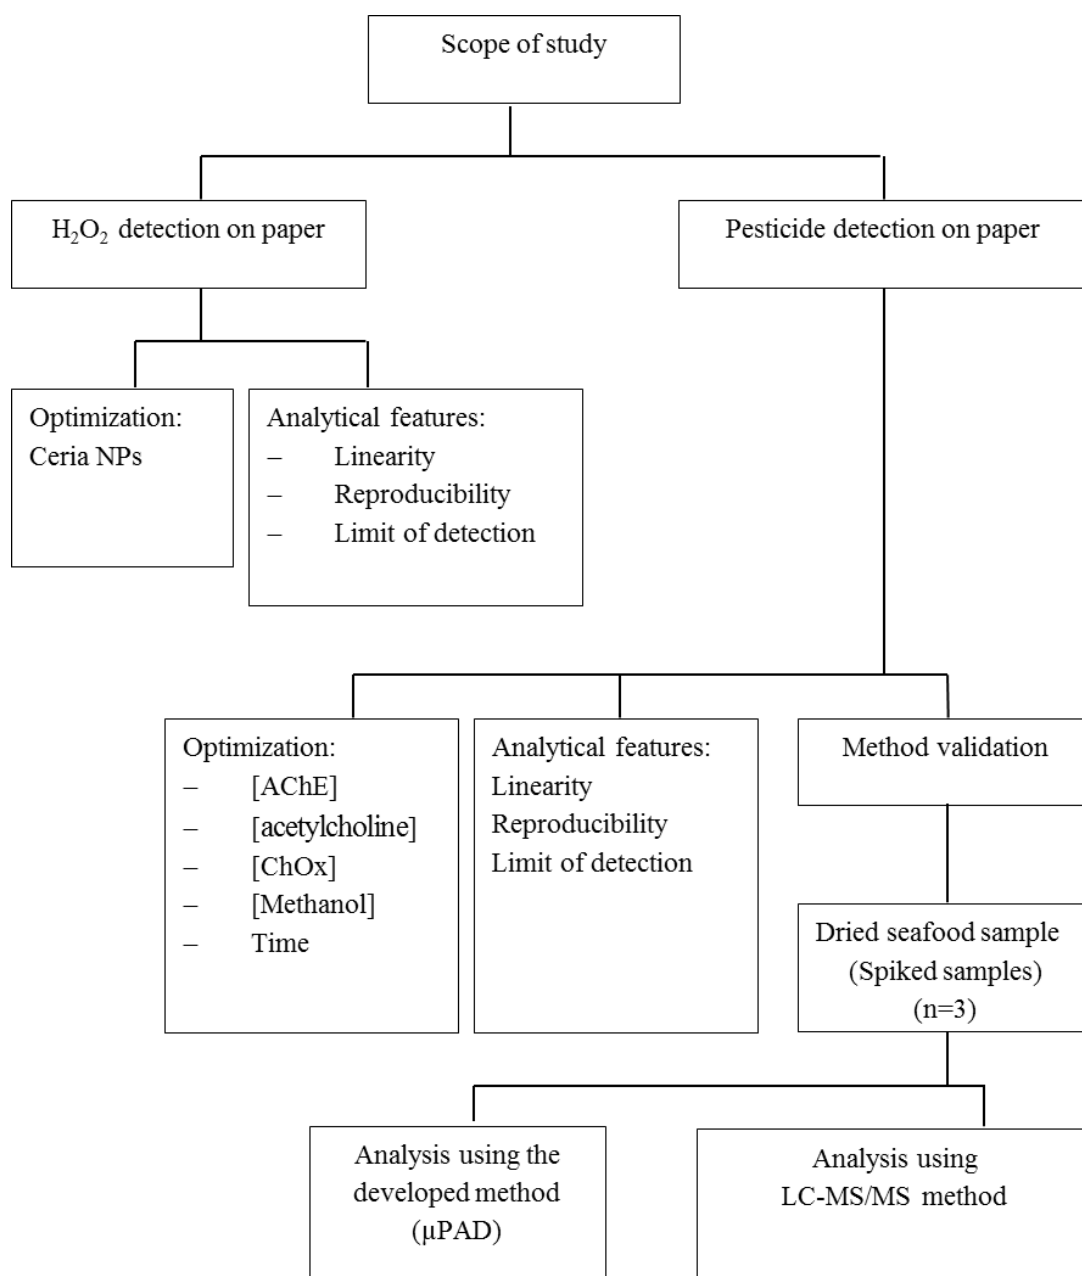 Scope of study
H₂O₂ detection on paper
Pesticide detection on paper
Optimization:
Ceria NPs
Analytical features:
– Linearity
– Reproducibility
– Limit of detection
Optimization:
– [AChE]
– [acetylcholine]
– [ChOx]
– [Methanol]
– Time
Analytical features:
Linearity
Reproducibility
Limit of detection
Method validation
Dried seafood sample
(Spiked samples)
(n=3)
Analysis using the
developed method
(μPAD)
Analysis using
LC-MS/MS method